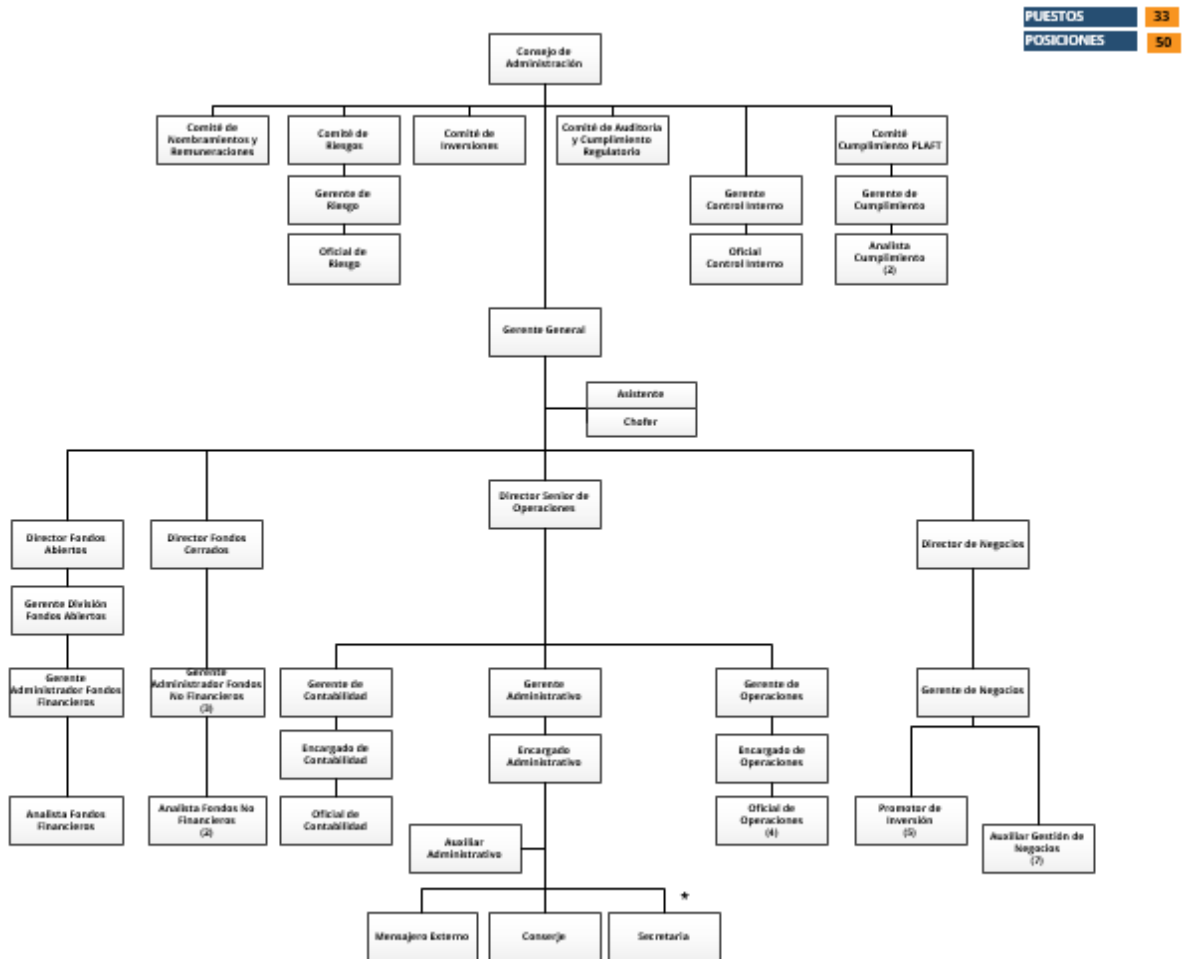 PUESTOS 33
POSICIONES 50
Consejo de
Administración
Comité de
Nombramientos y
Remuneraciones
Comité de
Riesgos
Comité de
Inversiones
Comité de Auditoria
y Cumplimiento
Regulatorio
Comité
Cumplimiento PLAFT
Gerente de
Riesgo
Gerente
Control Interno
Gerente de
Cumplimiento
Oficial de
Riesgo
Oficial
Control Interno
Analista
Cumplimiento
(2)
Gerente General
Asistente
Chofer
Director Senior de
Operaciones
Director Fondos
Abiertos
Director Fondos
Cerrados
Director de Negocios
Gerente División
Fondos Abiertos
Gerente
Administrador Fondos
Financieros
Gerente
Administrador Fondos
No Financieros
(3)
Gerente de
Contabilidad
Gerente
Administrativo
Gerente de
Operaciones
Gerente de Negocios
Encargado de
Contabilidad
Encargado
Administrativo
Encargado de
Operaciones
Analista Fondos
Financieros
Analista Fondos No
Financieros
(2)
Oficial de
Contabilidad
Oficial de
Operaciones
(4)
Promotor de
Inversión
(5)
Auxiliar
Administrativo
Auxiliar Gestión de
Negocios
(7)
*
Mensajero Externo
Conserje
Secretaria